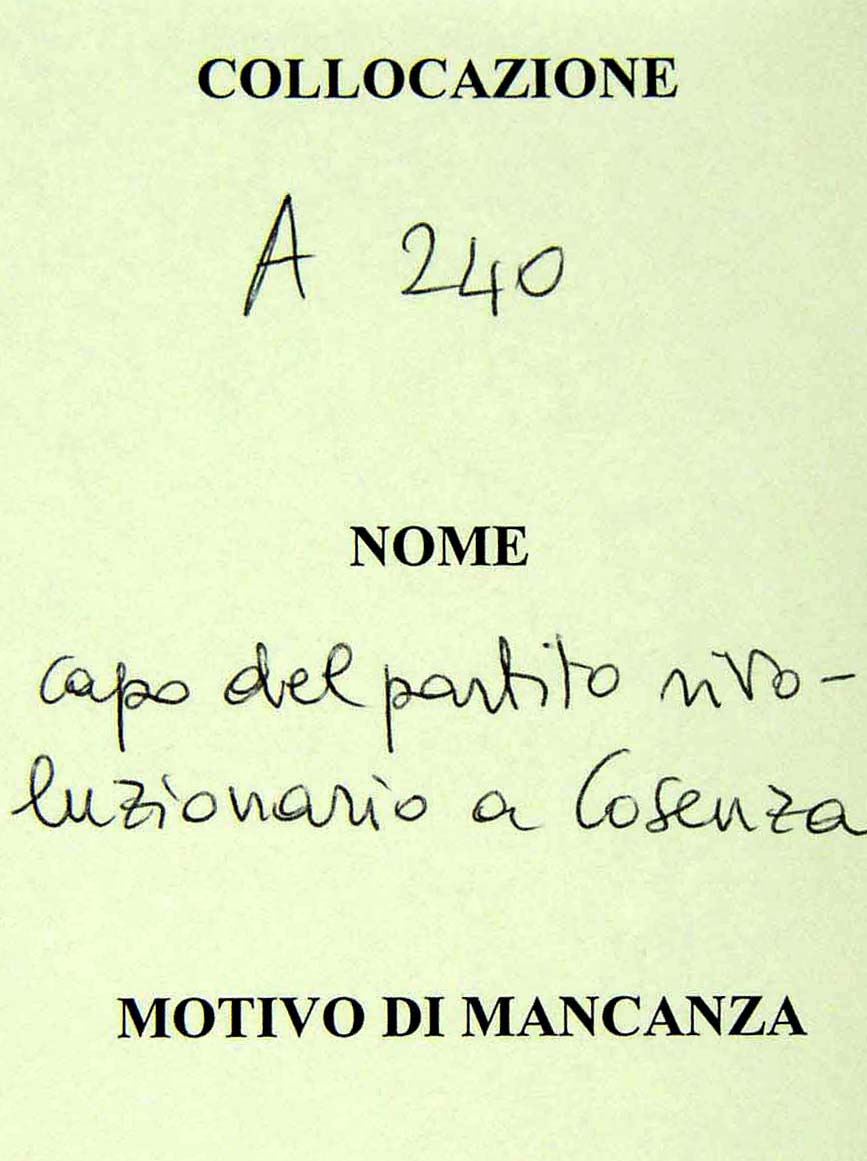 COLLOCAZIONE
A 240
NOME
capo del partito rivo-
luzionario a Cosenza
MOTIVO DI MANCANZA